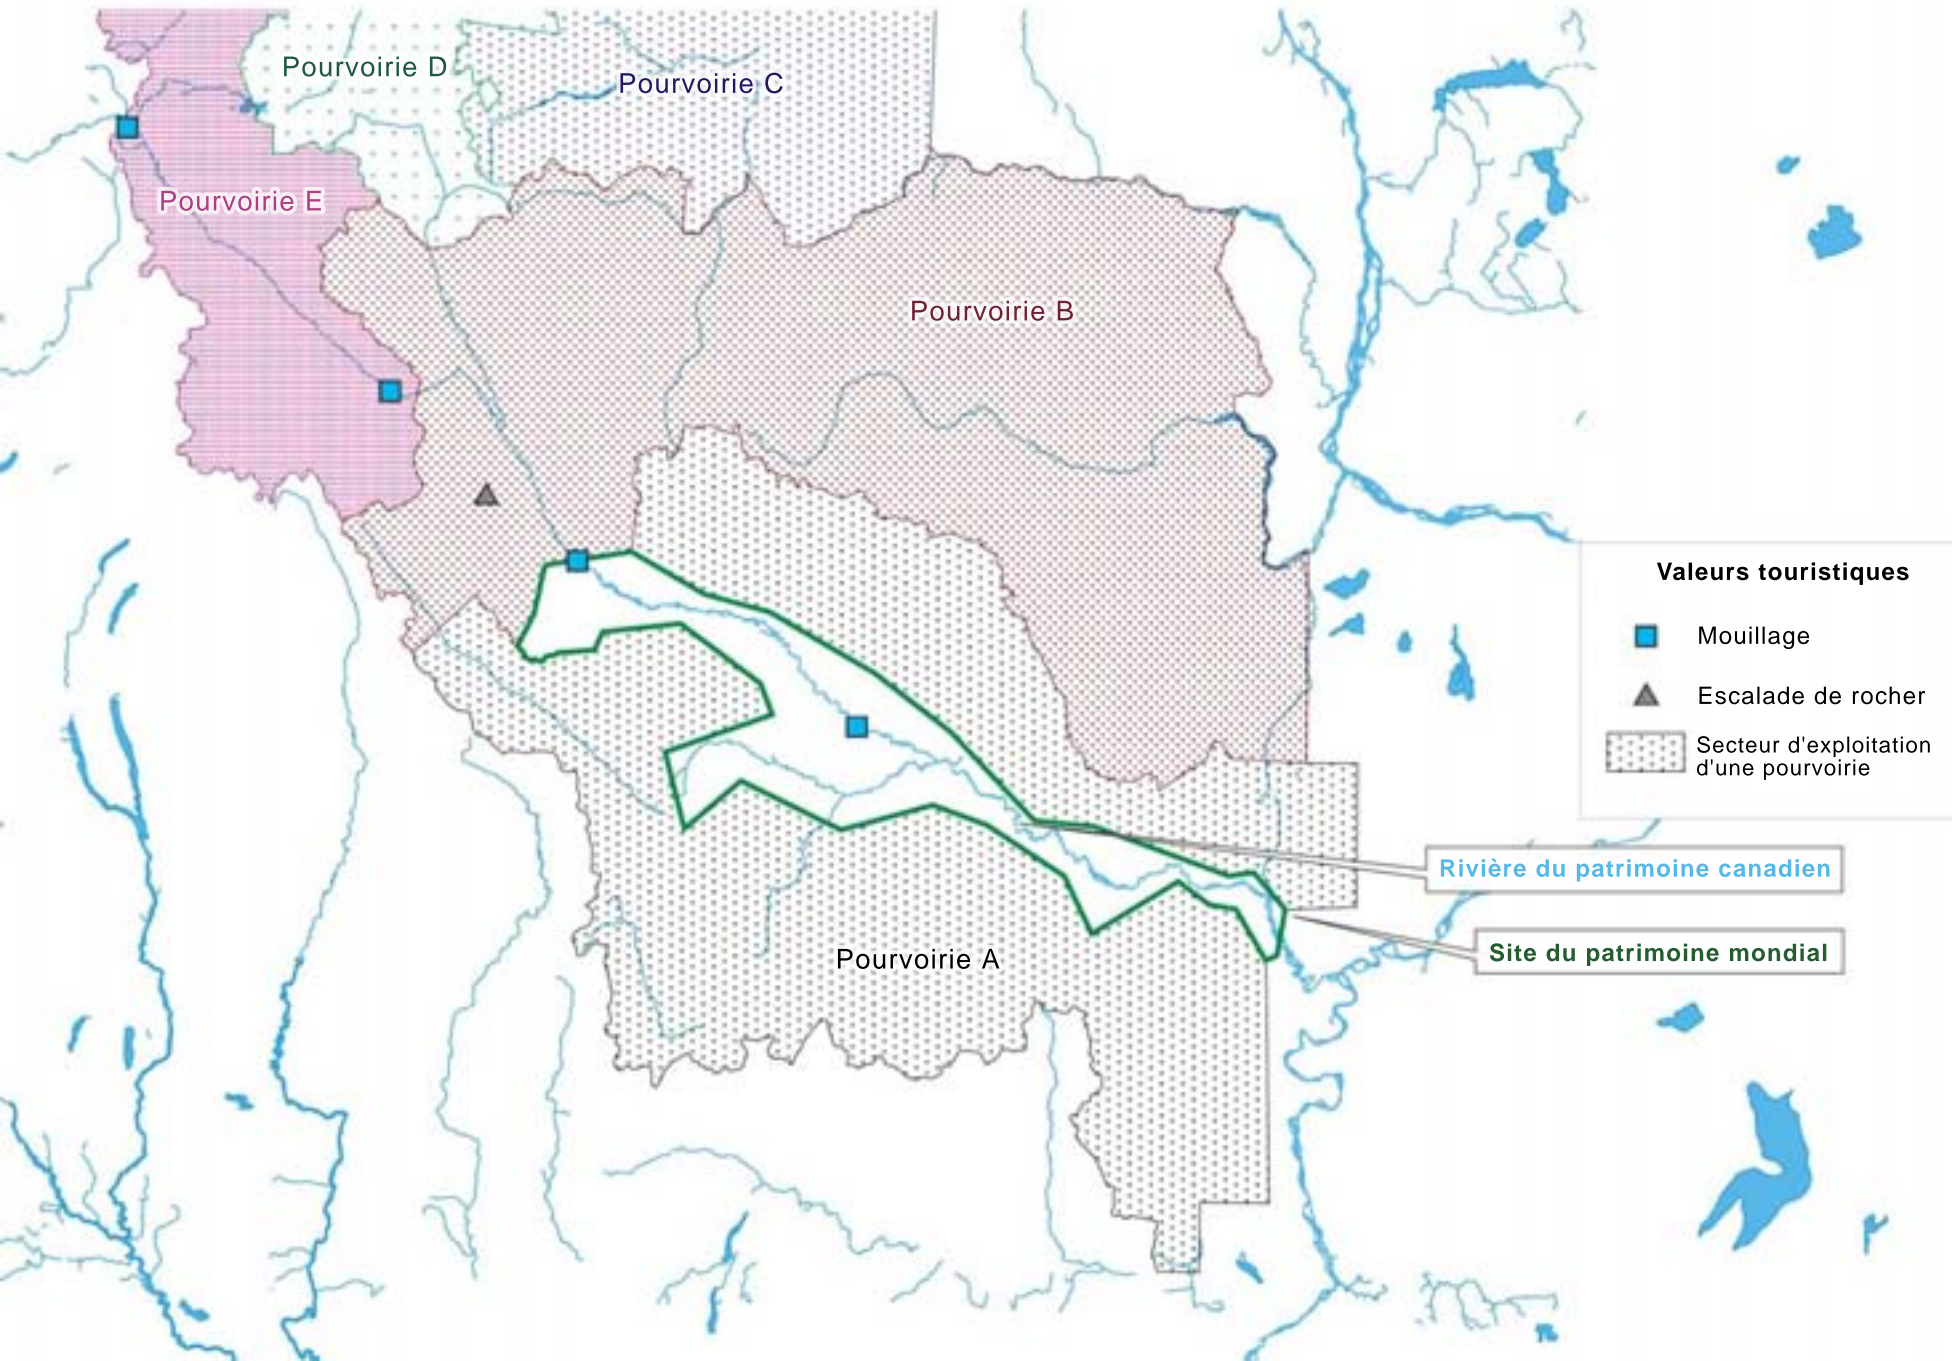 Pourvoirie D
Pourvoirie C
Pourvoirie E
Pourvoirie B
Valeurs touristiques
Mouillage
Escalade de rocher
Secteur d'exploitation
d'une pourvoirie
Rivière du patrimoine canadien
Site du patrimoine mondial
Pourvoirie A